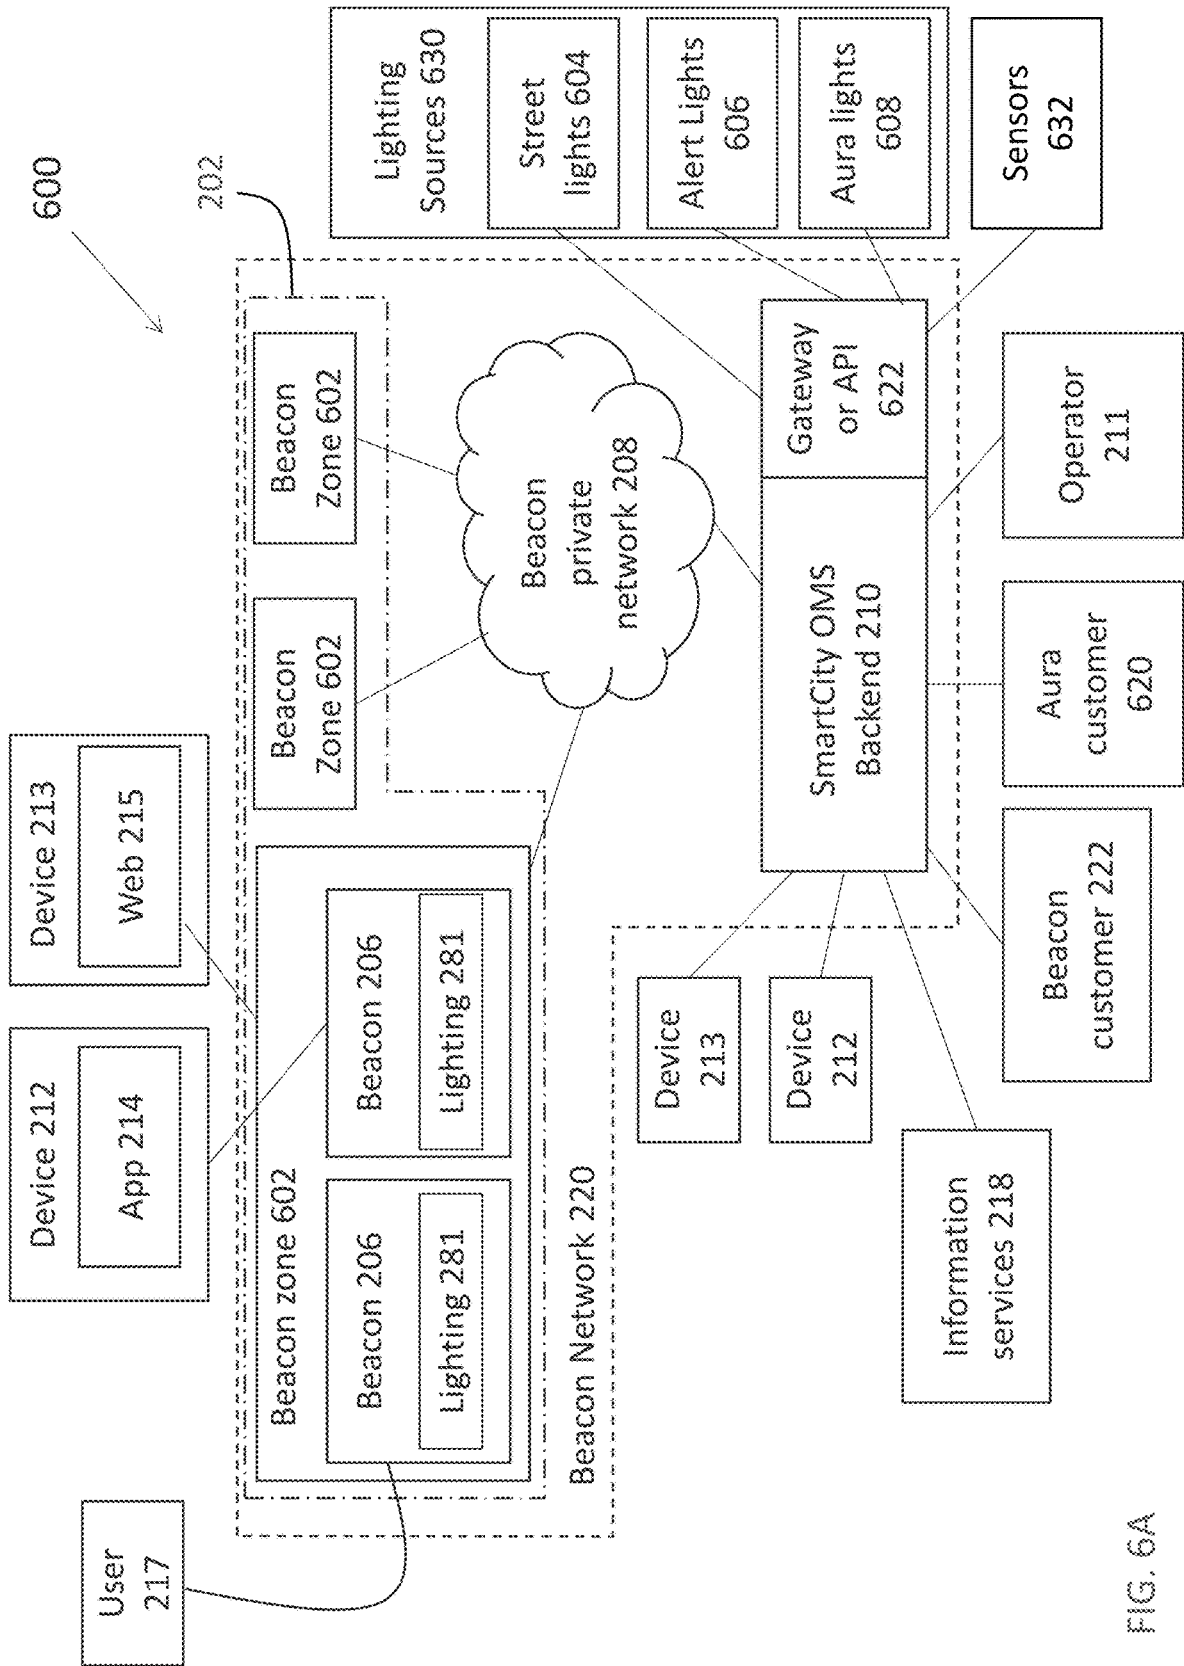 600
202
User
217
Device 212
App 214
Device 213
Web 215
Beacon zone 602
Beacon 206
Lighting 281
Beacon 206
Lighting 281
Beacon
Zone 602
Beacon
Zone 602
Beacon Network 220
Beacon
private
network 208
Lighting
Sources 630
Street
lights 604
Alert Lights
606
Aura lights
608
Sensors
632
Gateway
or API
622
SmartCity OMS
Backend 210
Device
213
Device
212
Information
services 218
Beacon
customer 222
Aura
customer
620
Operator
211
FIG. 6A